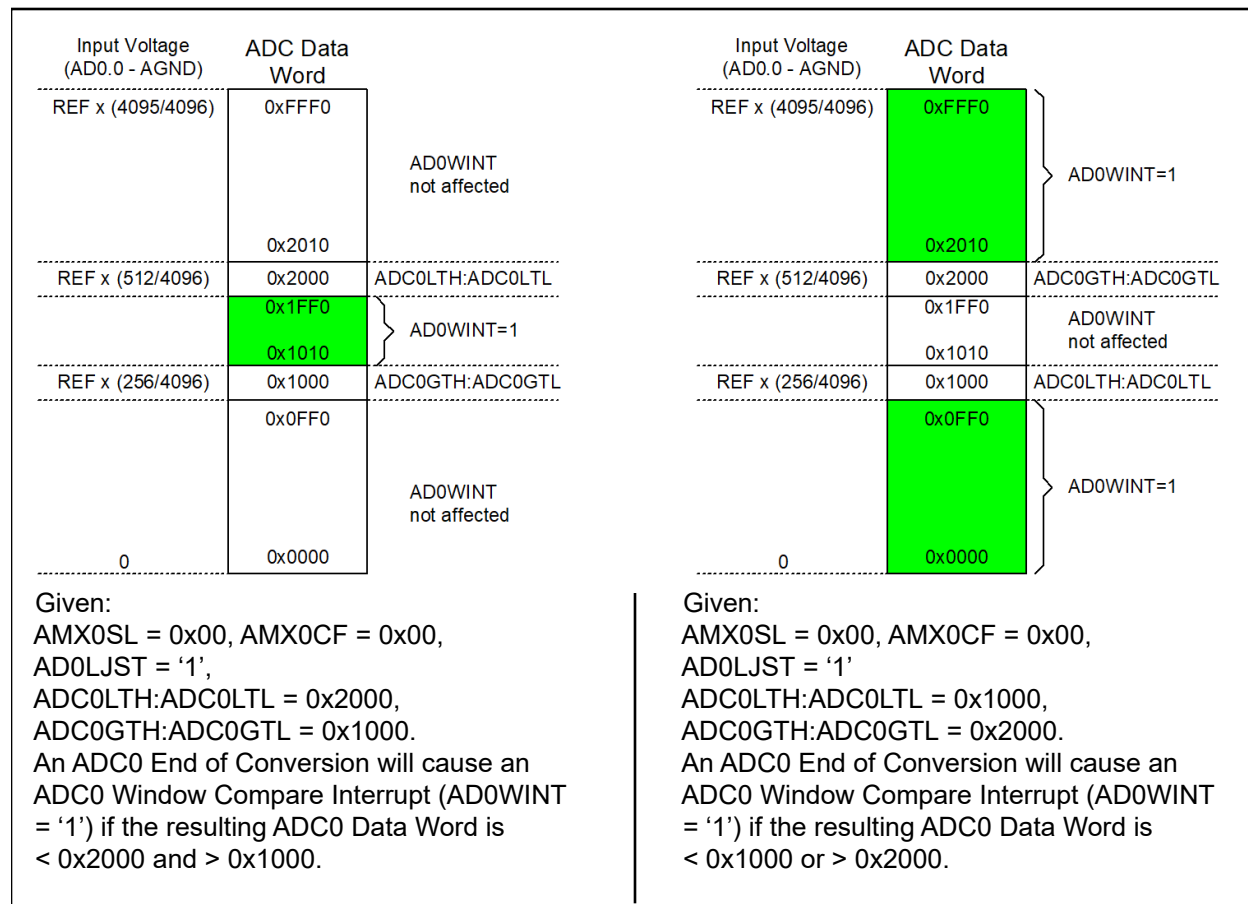 Input Voltage
(AD0.0 - AGND)
ADC Data
Word
REF x (4095/4096)
0xFFF0
AD0WINT
not affected
0x2010
REF x (512/4096)
0x2000
ADC0LTH:ADC0LTL
0x1FF0
AD0WINT=1
0x1010
REF x (256/4096)
0x1000
ADC0GTH:ADC0GTL
0x0FF0
AD0WINT
not affected
0
0x0000
Given:
AMX0SL = 0x00, AMX0CF = 0x00,
AD0LJST = ‘1’,
ADC0LTH:ADC0LTL = 0x2000,
ADC0GTH:ADC0GTL = 0x1000.
An ADC0 End of Conversion will cause an
ADC0 Window Compare Interrupt (AD0WINT
= ‘1’) if the resulting ADC0 Data Word is
< 0x2000 and > 0x1000.
Input Voltage
(AD0.0 - AGND)
ADC Data
Word
REF x (4095/4096)
0xFFF0
AD0WINT=1
0x2010
REF x (512/4096)
0x2000
ADC0GTH:ADC0GTL
0x1FF0
AD0WINT
not affected
0x1010
REF x (256/4096)
0x1000
ADC0LTH:ADC0LTL
0x0FF0
AD0WINT=1
0
0x0000
Given:
AMX0SL = 0x00, AMX0CF = 0x00,
AD0LJST = ‘1’
ADC0LTH:ADC0LTL = 0x1000,
ADC0GTH:ADC0GTL = 0x2000.
An ADC0 End of Conversion will cause an
ADC0 Window Compare Interrupt (AD0WINT
= ‘1’) if the resulting ADC0 Data Word is
< 0x1000 or > 0x2000.